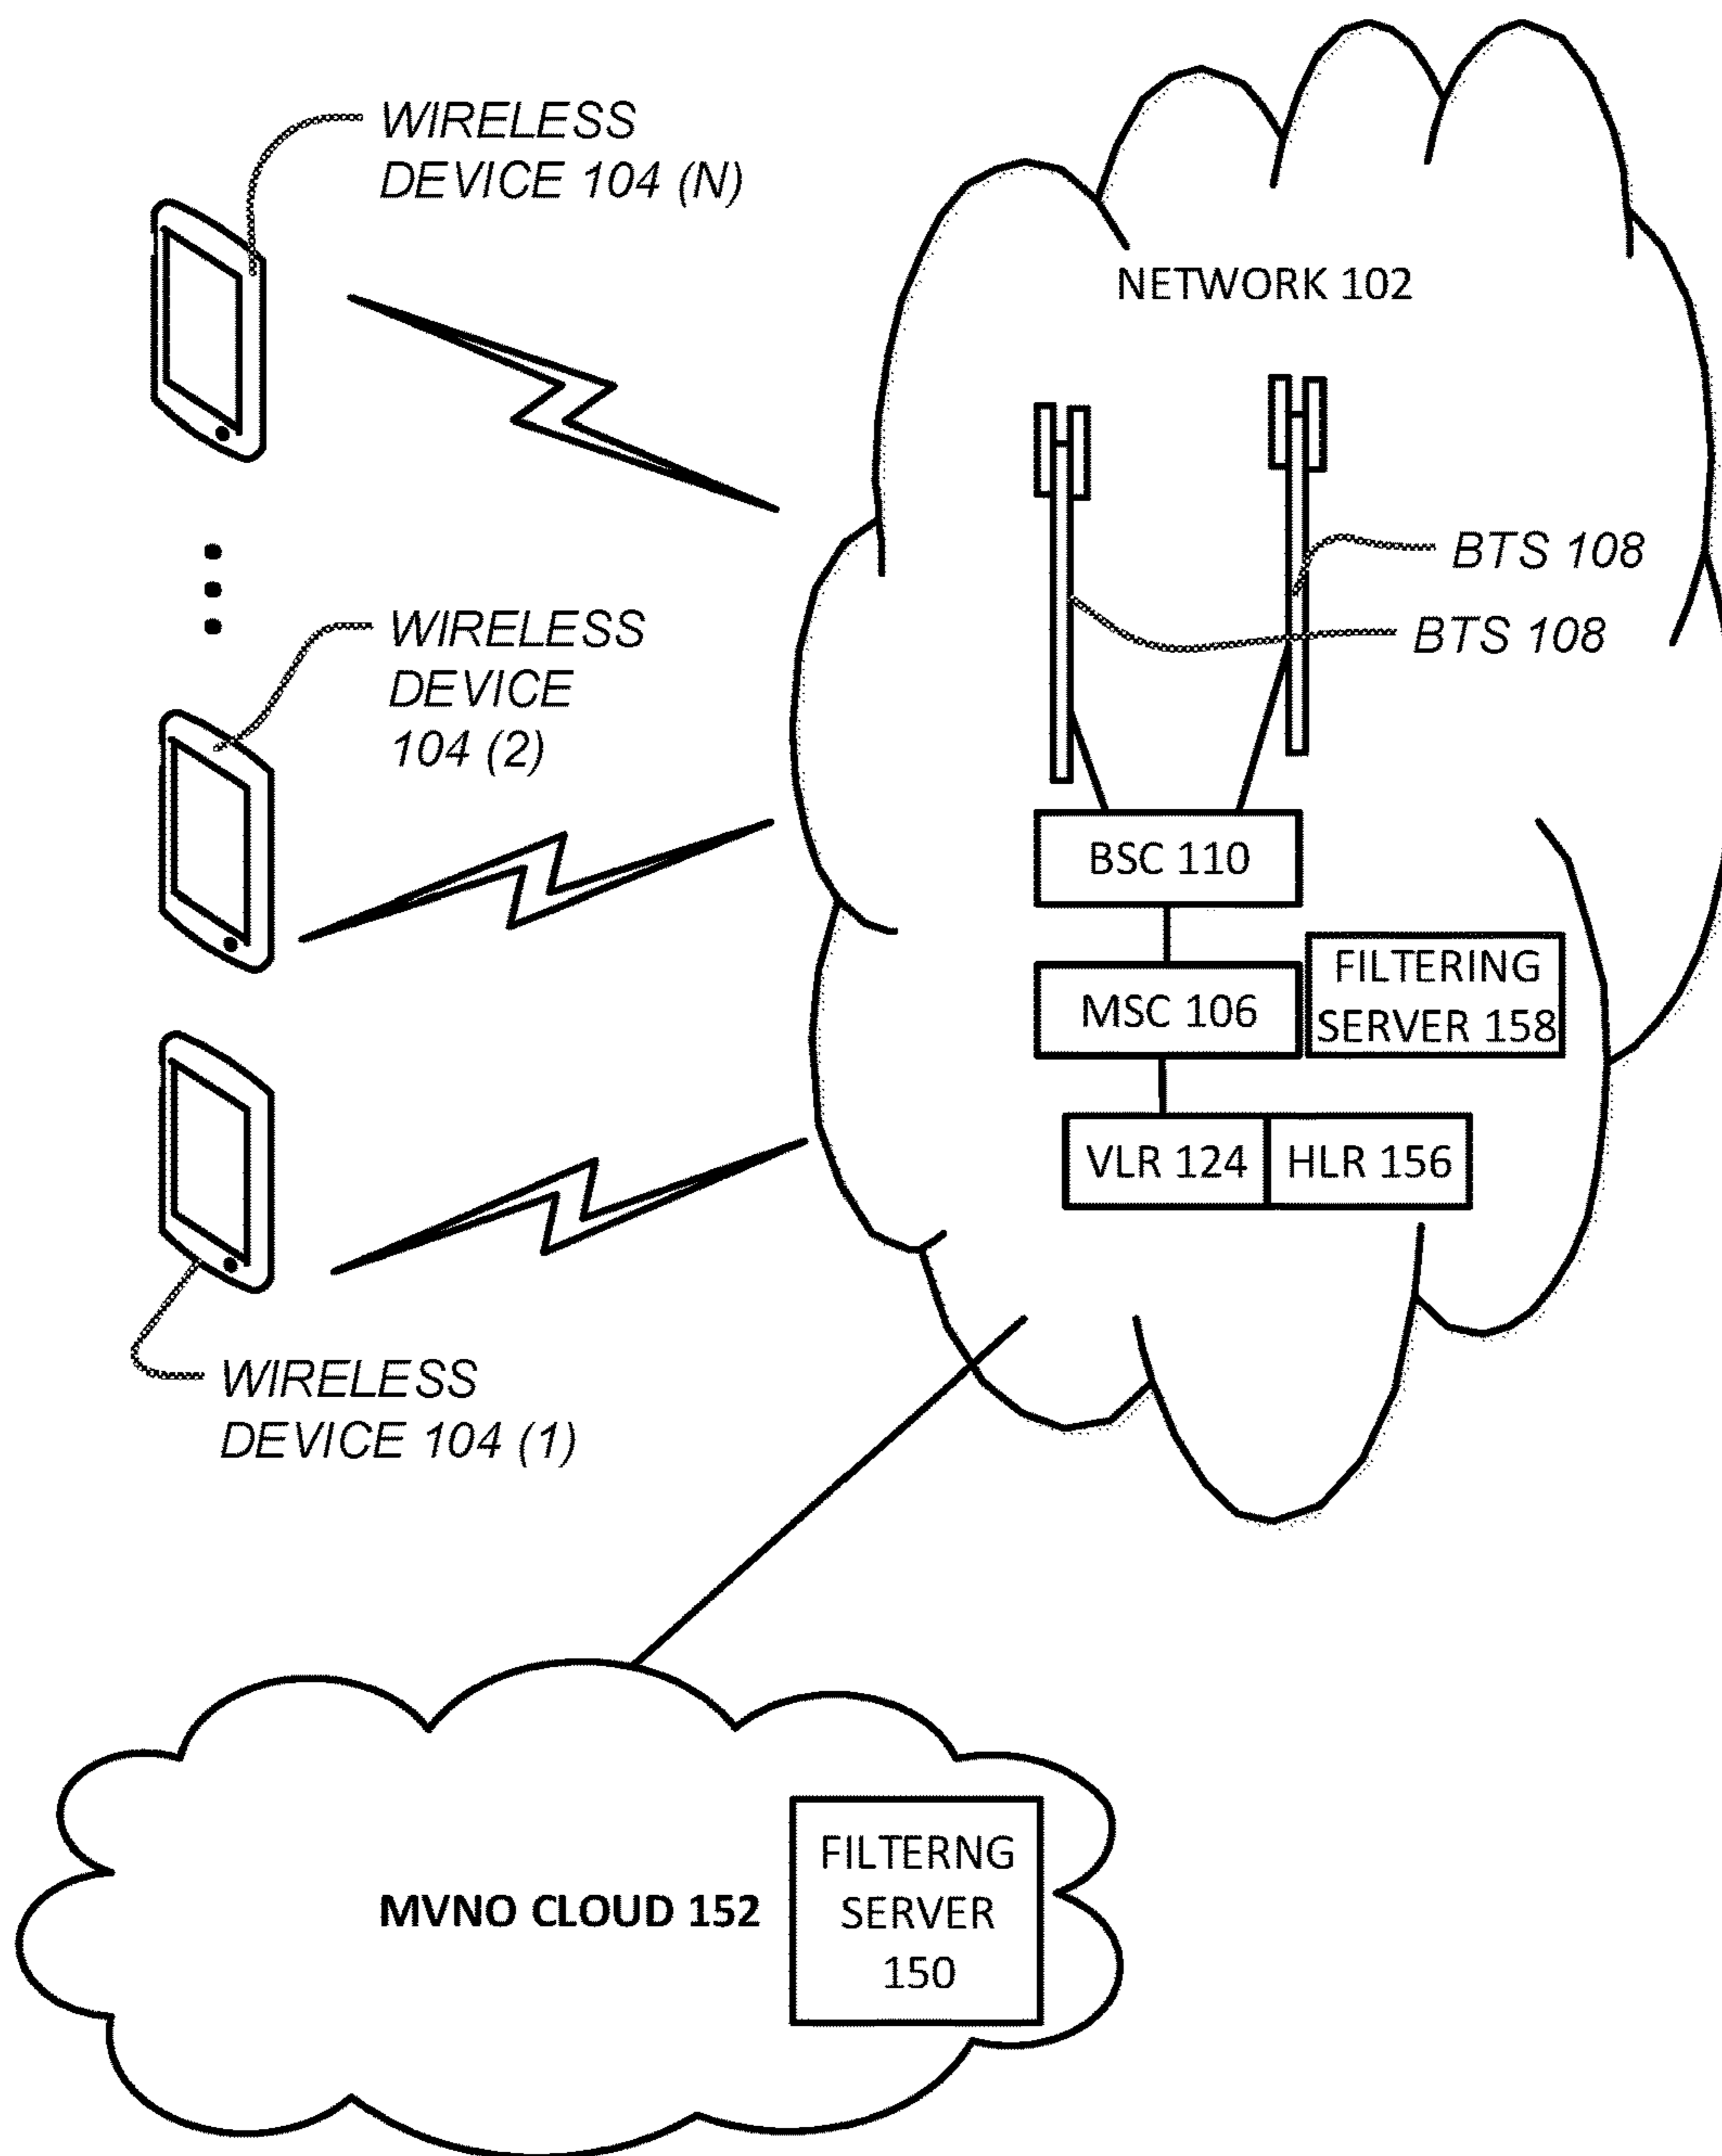 WIRELESS
DEVICE 104 (N)
NETWORK 102
BTS 108
BTS 108
WIRELESS
DEVICE
104 (2)
BSC 110
FILTERING
SERVER 158
MSC 106
VLR 124
HLR 156
WIRELESS
DEVICE 104 (1)
MVNO CLOUD 152
FILTERNG
SERVER
150